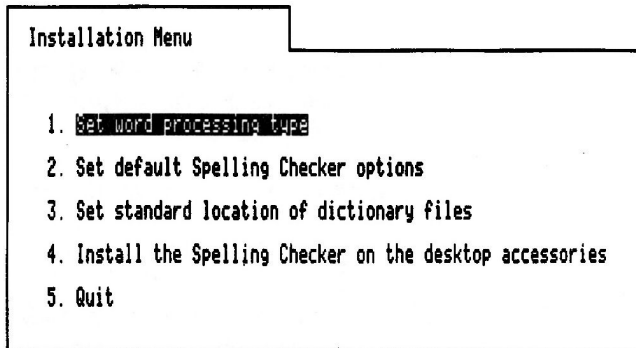 Installation Menu
1. Set word processing type
2. Set default Spelling Checker options
3. Set standard location of dictionary files
4. Install the Spelling Checker on the desktop accessories
5. Quit